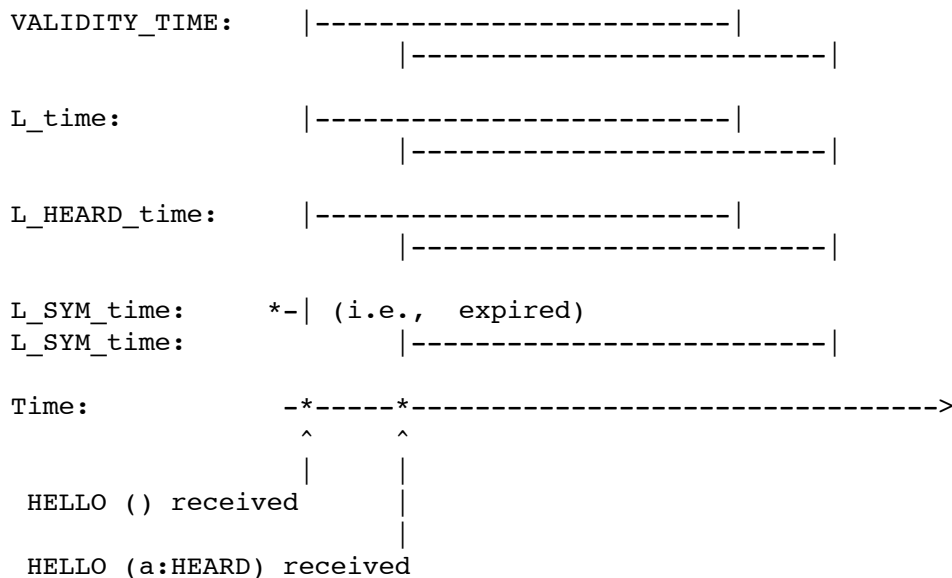 VALIDITY_TIME:     |--------------------------|
                         |--------------------------|
L_time:            |--------------------------|
                         |--------------------------|
L_HEARD_time:      |--------------------------|
                         |--------------------------|
L_SYM_time:     *-| (i.e.,  expired)
L_SYM_time:              |--------------------------|
Time:            -*-----*--------------------------------->
                  ^     ^
                  |     |
 HELLO () received      |
                        |
 HELLO (a:HEARD) received